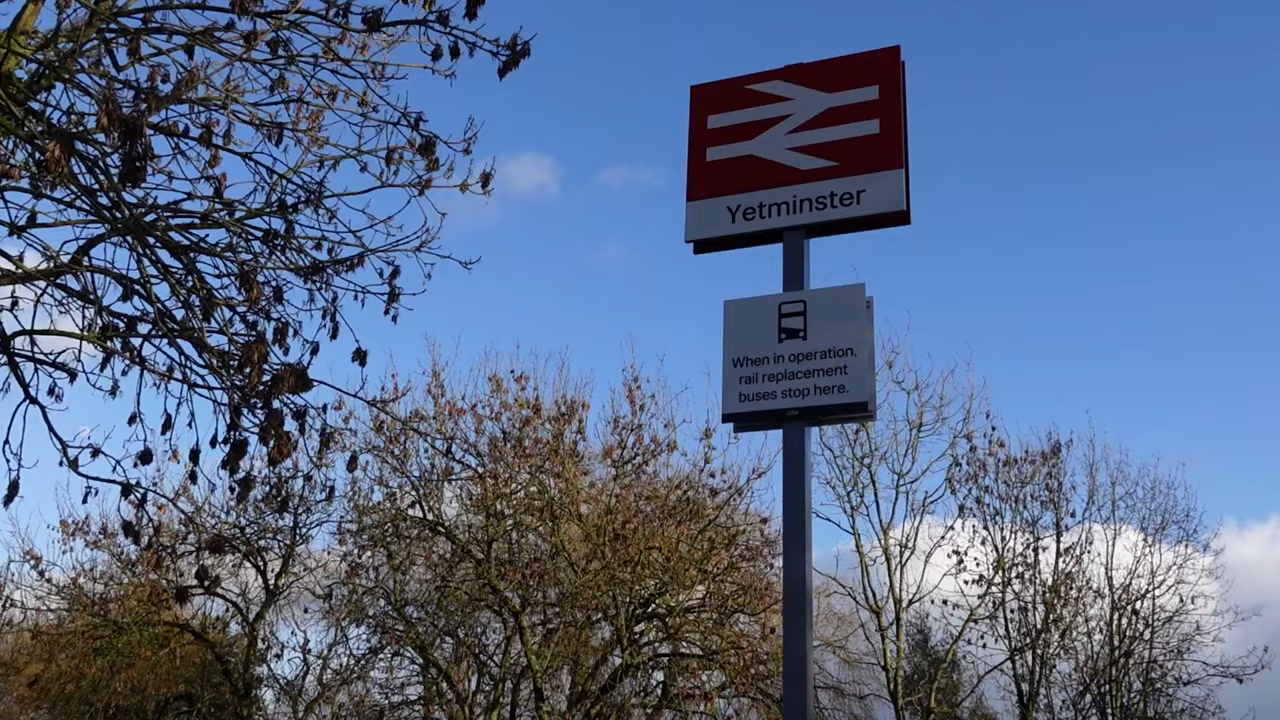 Yetminster
When in operation,
rail replacement
buses stop here.